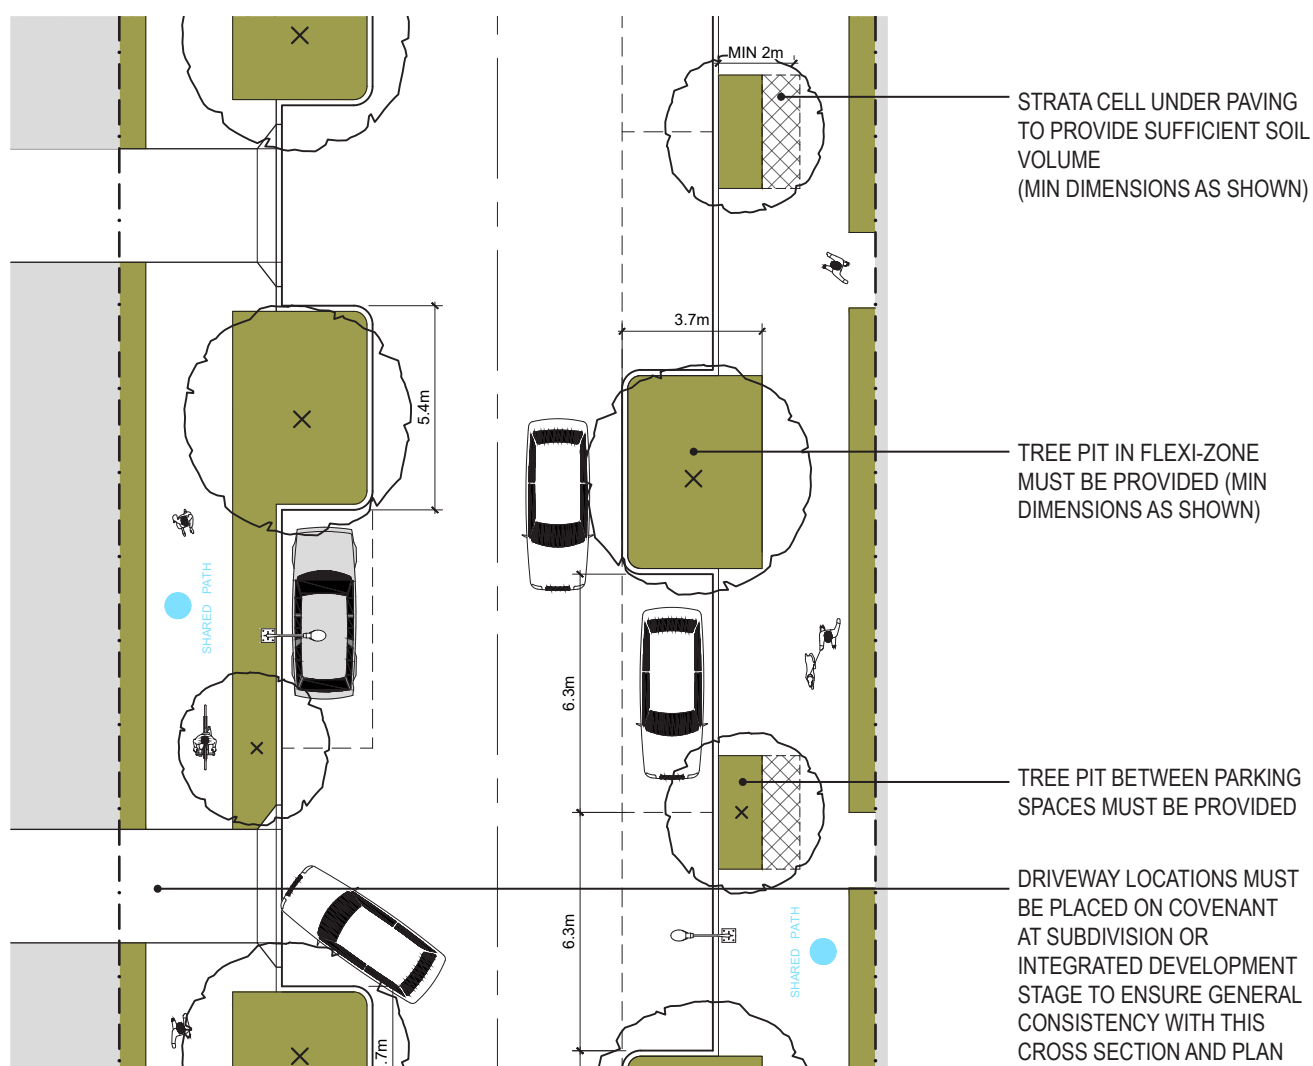 MIN 2m
STRATA CELL UNDER PAVING
TO PROVIDE SUFFICIENT SOIL
VOLUME
(MIN DIMENSIONS AS SHOWN)
3.7m
5.4m
TREE PIT IN FLEXI-ZONE
MUST BE PROVIDED (MIN
DIMENSIONS AS SHOWN)
SHARED PATH
6.3m
TREE PIT BETWEEN PARKING
SPACES MUST BE PROVIDED
DRIVEWAY LOCATIONS MUST
BE PLACED ON COVENANT
AT SUBDIVISION OR
INTEGRATED DEVELOPMENT
STAGE TO ENSURE GENERAL
CONSISTENCY WITH THIS
CROSS SECTION AND PLAN
6.3m
SHARED PATH
.7m